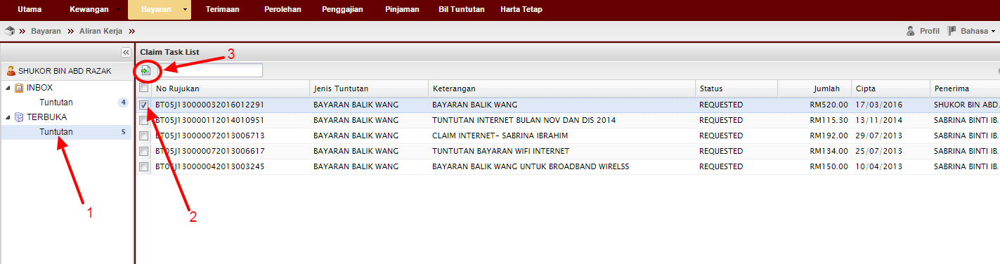 Utama Kewangan Bayaran Terimaan Perolehan Penggajian Pinjaman Bil Tuntutan Harta Tetap
Bayaran Aliran Kerja Profil Bahasa
Claim Task List
3
SHUKOR BIN ABD RAZAK
INBOX
Tuntutan 4
TERBUKA
Tuntutan 5
No Rujukan Jenis Tuntutan Keterangan Status Jumlah Cipta Penerima
BT05J130000032016012291 BAYARAN BALIK WANG BAYARAN BALIK WANG REQUESTED RM520.00 17/03/2016 SHUKOR BIN ABD.
BT05J130000112014010951 BAYARAN BALIK WANG TUNTUTAN INTERNET BULAN NOV DAN DIS 2014 REQUESTED RM115.30 13/11/2014 SABRINA BINTI IB.
BT05J130000072013006713 BAYARAN BALIK WANG CLAIM INTERNET- SABRINA IBRAHIM REQUESTED RM192.00 29/07/2013 SABRINA BINTI IB.
BT05J130000072013006617 BAYARAN BALIK WANG TUNTUTAN BAYARAN WIFI INTERNET REQUESTED RM134.00 25/07/2013 SABRINA BINTI IB.
BT05J130000042013003245 BAYARAN BALIK WANG BAYARAN BALIK WANG UNTUK BROADBAND WIRELSS REQUESTED RM150.00 10/04/2013 SABRINA BINTI IB.
1
2